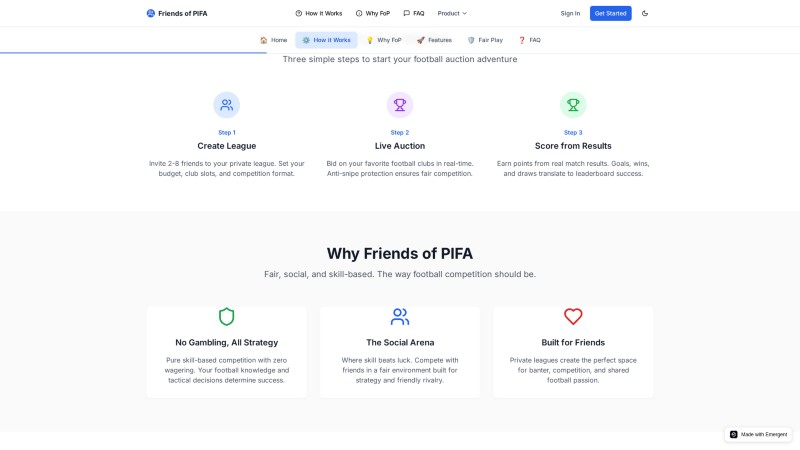 Friends of PIFA
How it Works
Why FoP
FAQ
Product
Sign In
Get Started
Home
How it Works
Why FoP
Features
Fair Play
FAQ
Three simple steps to start your football auction adventure
Step 1
Create League
Invite 2-8 friends to your private league. Set your
budget, club slots, and competition format.
Step 2
Live Auction
Bid on your favorite football clubs in real-time.
Anti-snipe protection ensures fair competition.
Step 3
Score from Results
Earn points from real match results. Goals, wins,
and draws translate to leaderboard success.
Why Friends of PIFA
Fair, social, and skill-based. The way football competition should be.
No Gambling, All Strategy
Pure skill-based competition with zero
wagering. Your football knowledge and
tactical decisions determine success.
The Social Arena
Where skill beats luck. Compete with
friends in a fair environment built for
strategy and friendly rivalry.
Built for Friends
Private leagues create the perfect space
for banter, competition, and shared
football passion.
Made with Emergent